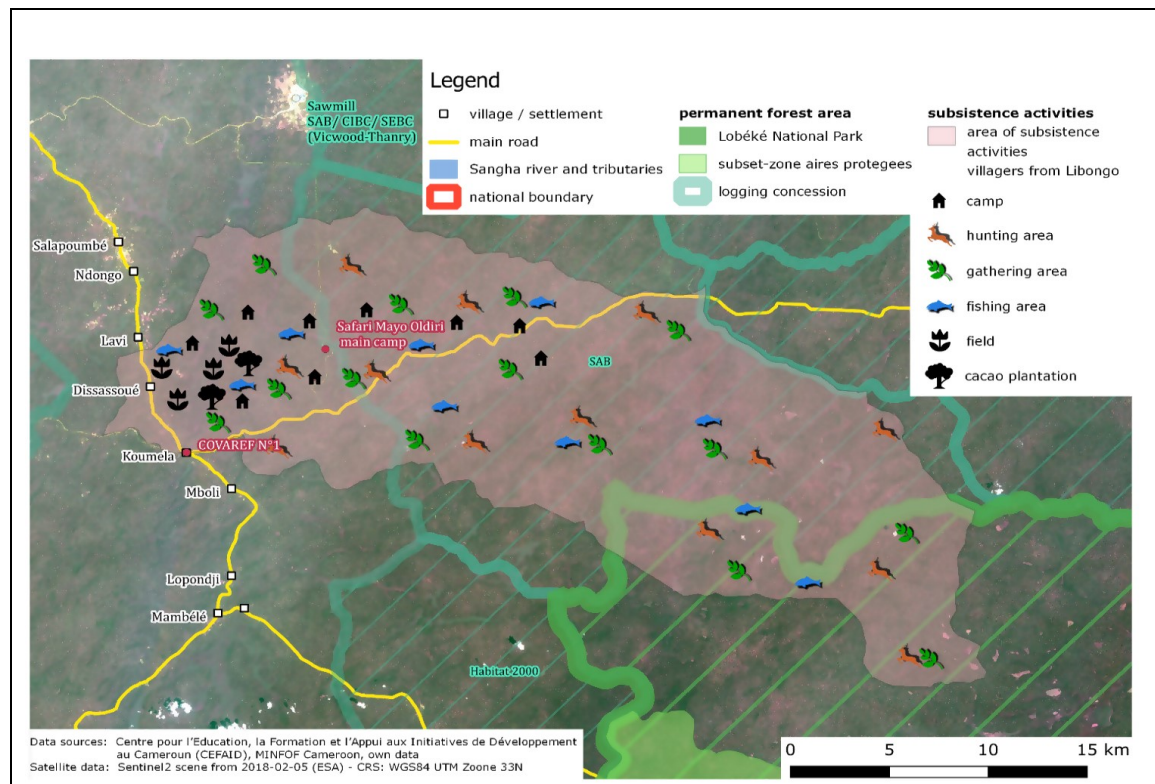 Legend
village / settlement
main road
Sangha river and tributaries
national boundary
permanent forest area
Lobéké National Park
subset-zone aires protegees
logging concession
subsistence activities
area of subsistence
activities
villagers from Libongo
camp
hunting area
gathering area
fishing area
field
cacao plantation
Sawmill
SAB/ CIBC/ SEBC
(Vicwood-Thanry)
Salapoumbé
Ndongo
Lavi
Safari Mayo Oldiri
main camp
SAB
Dissassoué
COVAREF N°1
Koumela
Mboli
Lopondji
Mambélé
Habitat-2000
Data sources: Centre pour l'Education, la Formation et l'Appui aux Initiatives de Développement
au Cameroun (CEFAID), MINFOF Cameroon, own data
Satellite data: Sentinel2 scene from 2018-02-05 (ESA) - CRS: WGS84 UTM Zoone 33N
0 5 10 15 km